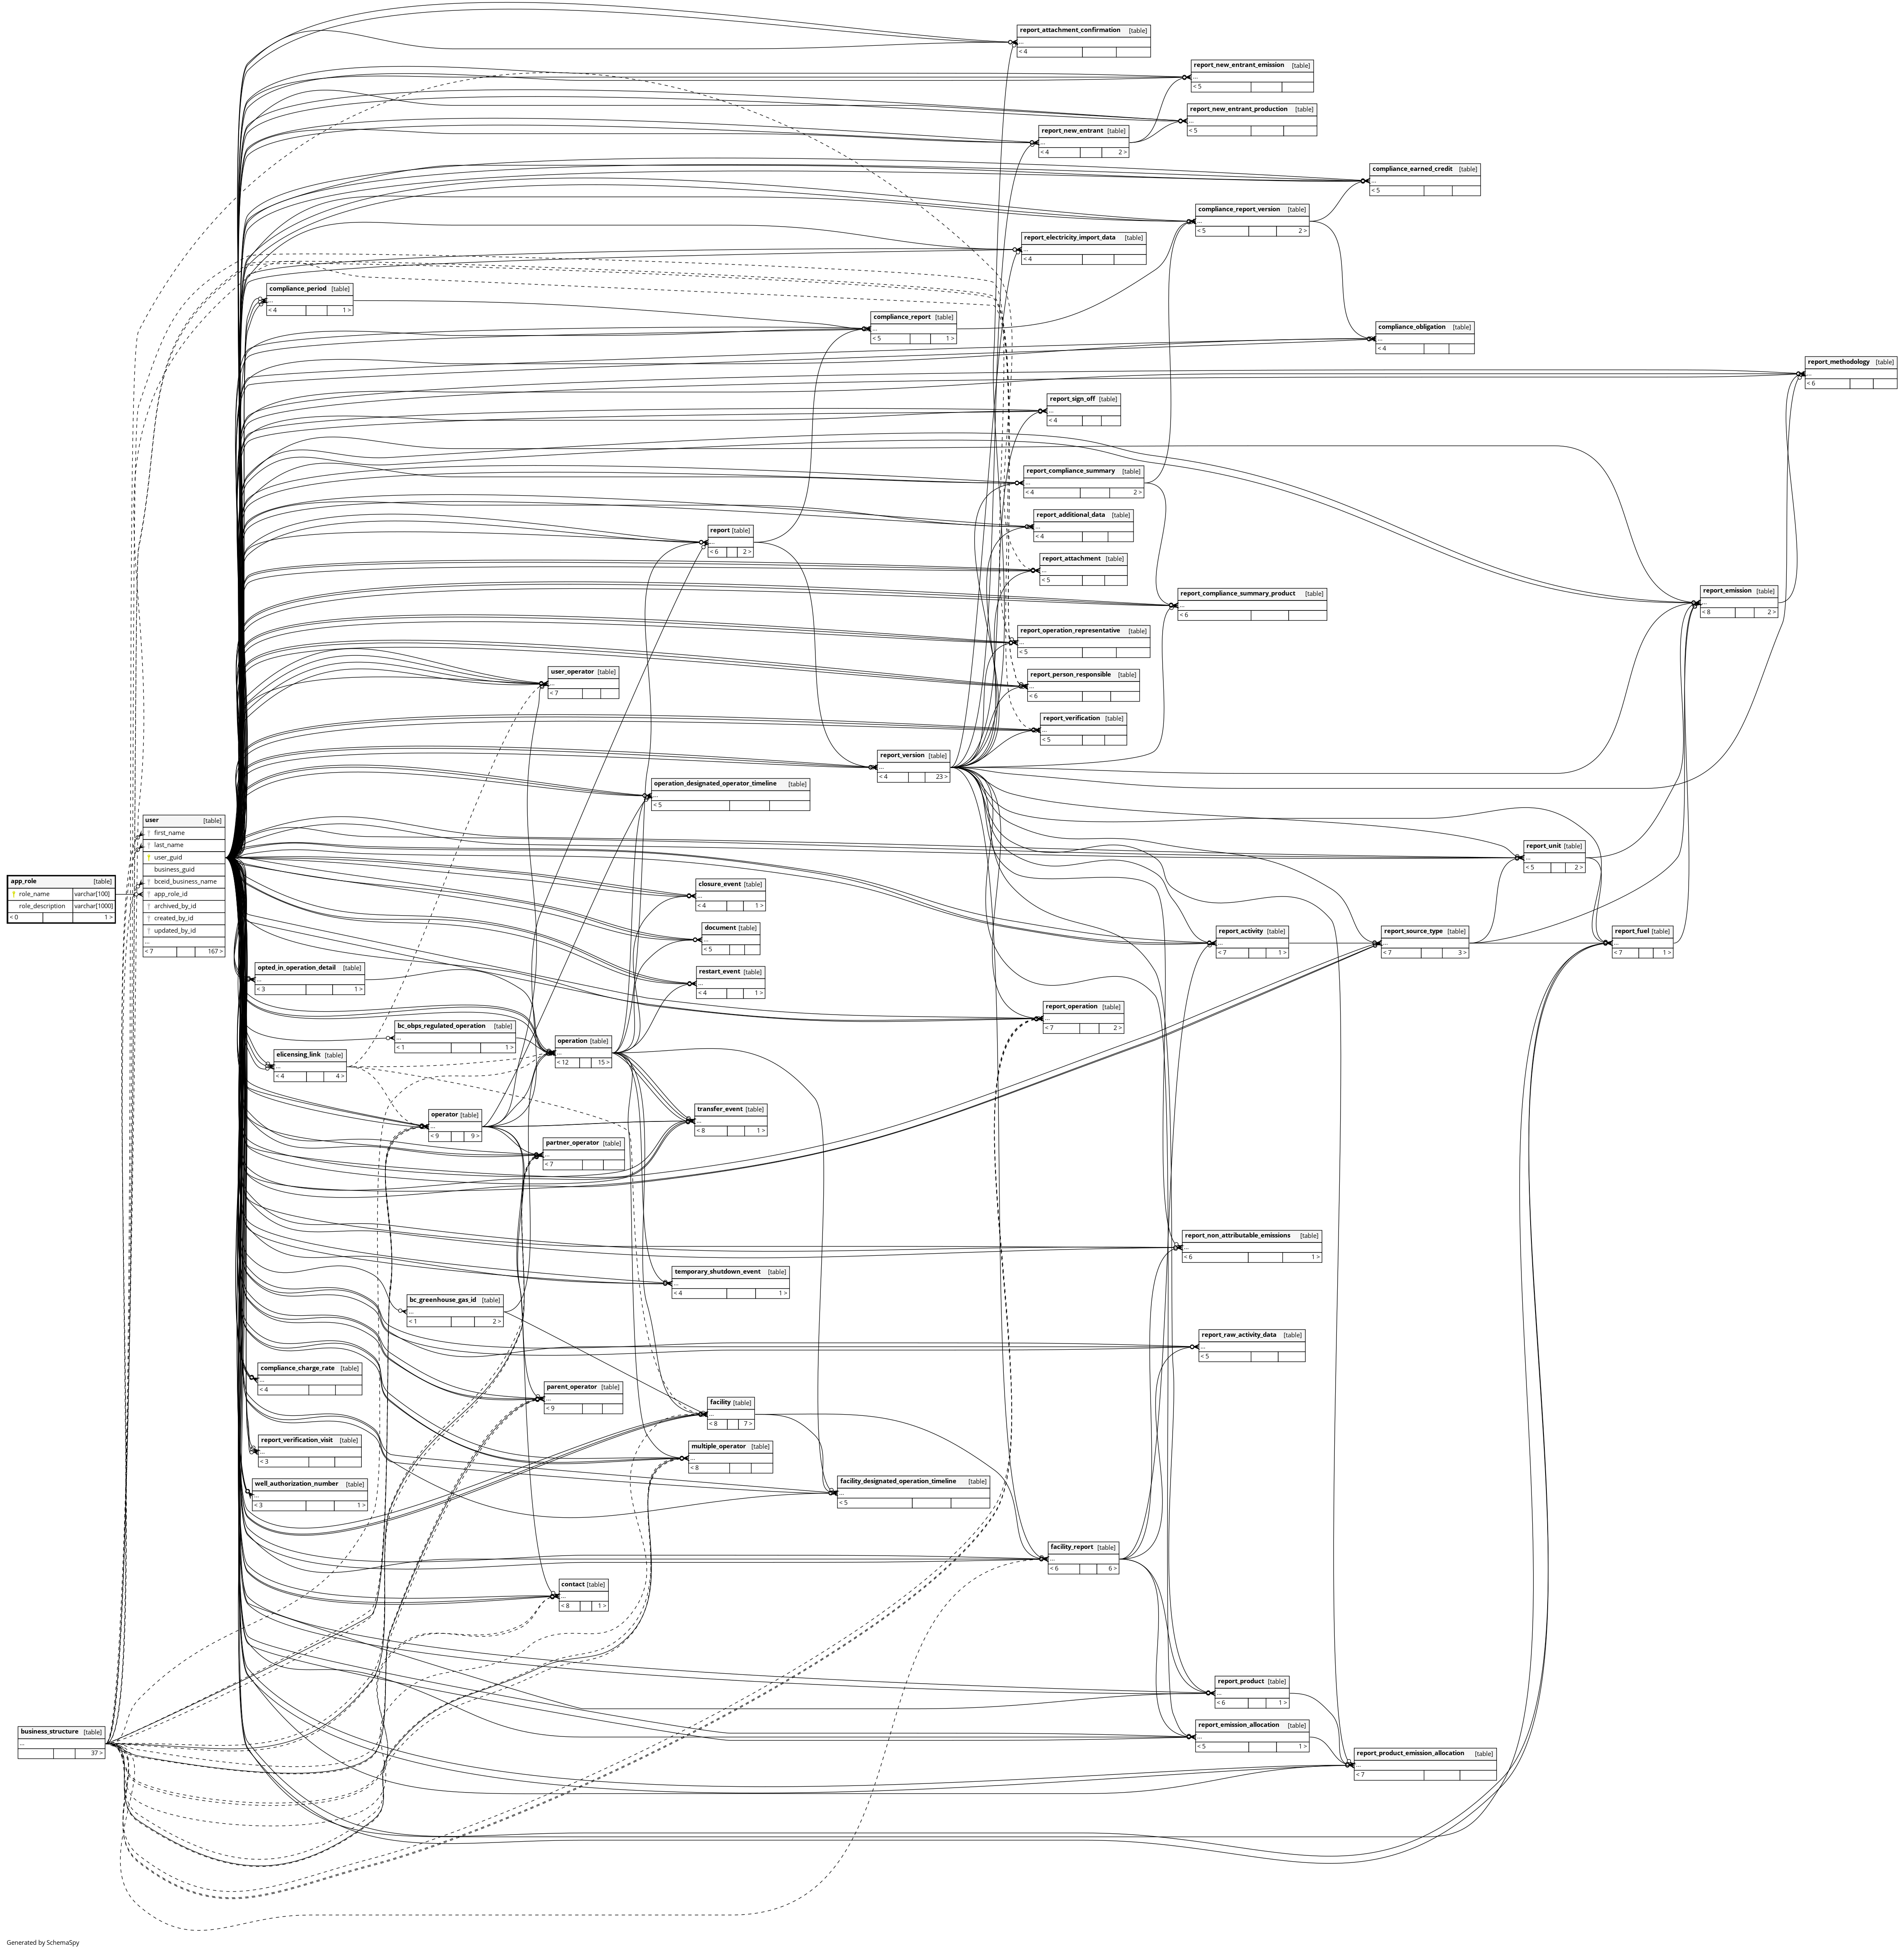 report_attachment_confirmation [table]
...
< 4
report_new_entrant_emission [table]
...
< 5
report_new_entrant_production [table]
...
< 5
report_new_entrant [table]
...
< 4 2 >
compliance_earned_credit [table]
...
< 5
compliance_report_version [table]
...
< 5 2 >
report_electricity_import_data [table]
...
< 4
compliance_period [table]
...
< 4 1 >
compliance_report [table]
...
< 5 1 >
compliance_obligation [table]
...
< 4
report_methodology [table]
...
< 6
report_sign_off [table]
...
< 4
report_compliance_summary [table]
...
< 4 2 >
report_additional_data [table]
...
< 4
report [table]
...
< 6 2 >
report_attachment [table]
...
< 5
report_compliance_summary_product [table]
...
< 6
report_emission [table]
...
< 8 2 >
report_operation_representative [table]
...
< 5
user_operator [table]
...
< 7
report_person_responsible [table]
...
< 6
report_verification [table]
...
< 5
report_version [table]
...
< 4 23 >
operation_designated_operator_timeline [table]
...
< 5
user [table]
first_name
last_name
user_guid
business_guid
bceid_business_name
app_role_id
archived_by_id
created_by_id
updated_by_id
...
< 7 167 >
app_role [table]
role_name varchar[100]
role_description varchar[1000]
< 0 1 >
report_unit [table]
...
< 5 2 >
closure_event [table]
...
< 4 1 >
document [table]
...
< 5
report_activity [table]
...
< 7 1 >
report_source_type [table]
...
< 7 3 >
report_fuel [table]
...
< 7 1 >
opted_in_operation_detail [table]
...
< 3 1 >
restart_event [table]
...
< 4 1 >
report_operation [table]
...
< 7 2 >
bc_obps_regulated_operation [table]
...
< 1 1 >
operation [table]
...
< 12 15 >
elicensing_link [table]
...
< 4 4 >
operator [table]
...
< 9 9 >
transfer_event [table]
...
< 8 1 >
partner_operator [table]
...
< 7
report_non_attributable_emissions [table]
...
< 6 1 >
temporary_shutdown_event [table]
...
< 4 1 >
bc_greenhouse_gas_id [table]
...
< 1 2 >
report_raw_activity_data [table]
...
< 5
compliance_charge_rate [table]
...
< 4
parent_operator [table]
...
< 9
facility [table]
...
< 8 7 >
report_verification_visit [table]
...
< 3
multiple_operator [table]
...
< 8
well_authorization_number [table]
...
< 3 1 >
facility_designated_operation_timeline [table]
...
< 5
facility_report [table]
...
< 6 6 >
contact [table]
...
< 8 1 >
report_product [table]
...
< 6 1 >
business_structure [table]
...
37 >
report_emission_allocation [table]
...
< 5 1 >
report_product_emission_allocation [table]
...
< 7
Generated by SchemaSpy